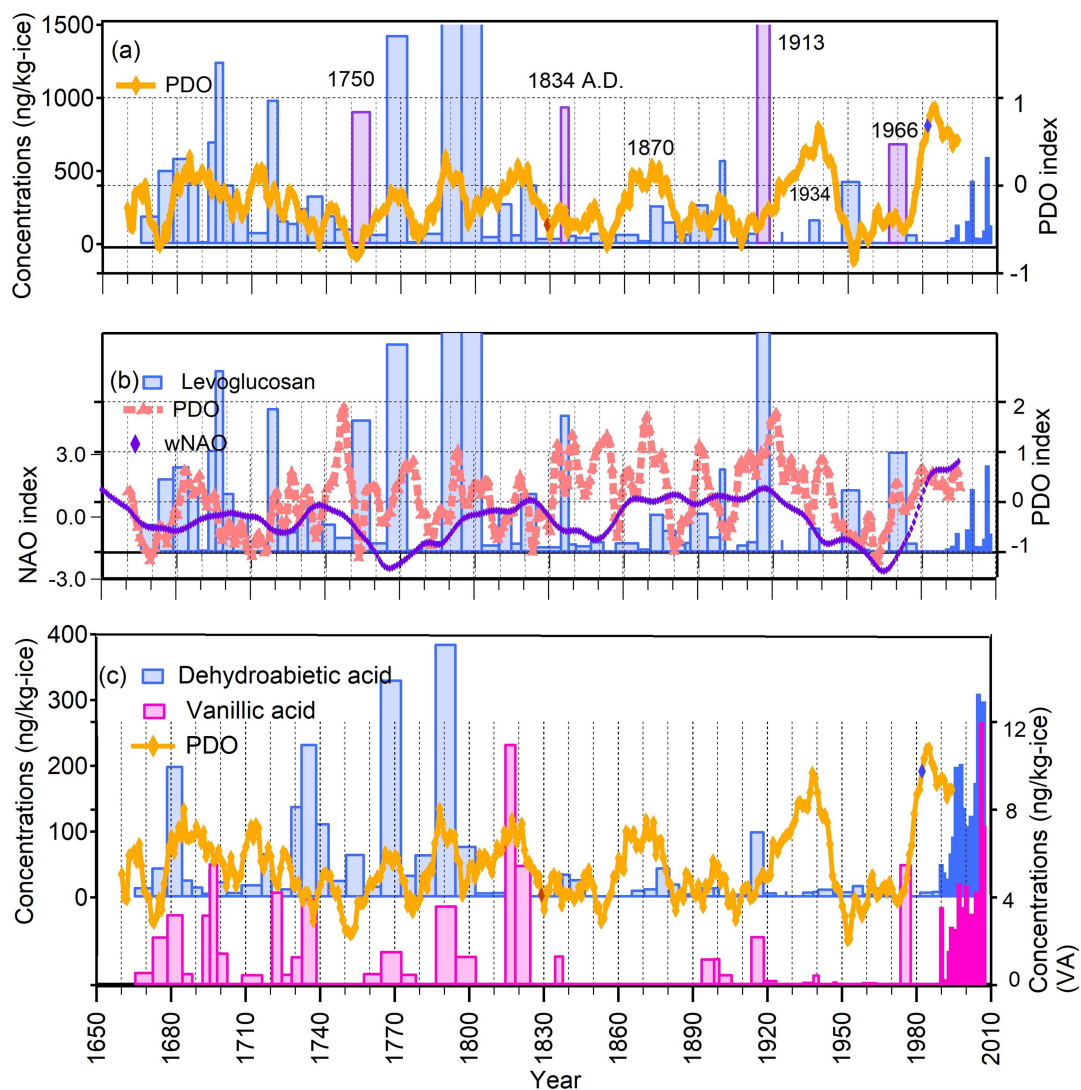 (a)
PDO
1750
1834 A.D.
1870
1913
1934
1966
Concentrations (ng/kg-ice)
1500
1000
500
0
1
0
-1
PDO index
(b)
Levoglucosan
PDO
wNAO
NAO index
3.0
0.0
-3.0
2
1
0
-1
PDO index
(c)
Dehydroabietic acid
Vanillic acid
PDO
Concentrations (ng/kg-ice)
400
300
200
100
0
12
8
4
0
Concentrations (ng/kg-ice)
(VA)
1650
1680
1710
1740
1770
1800
1830
1860
1890
1920
1950
1980
2010
Year